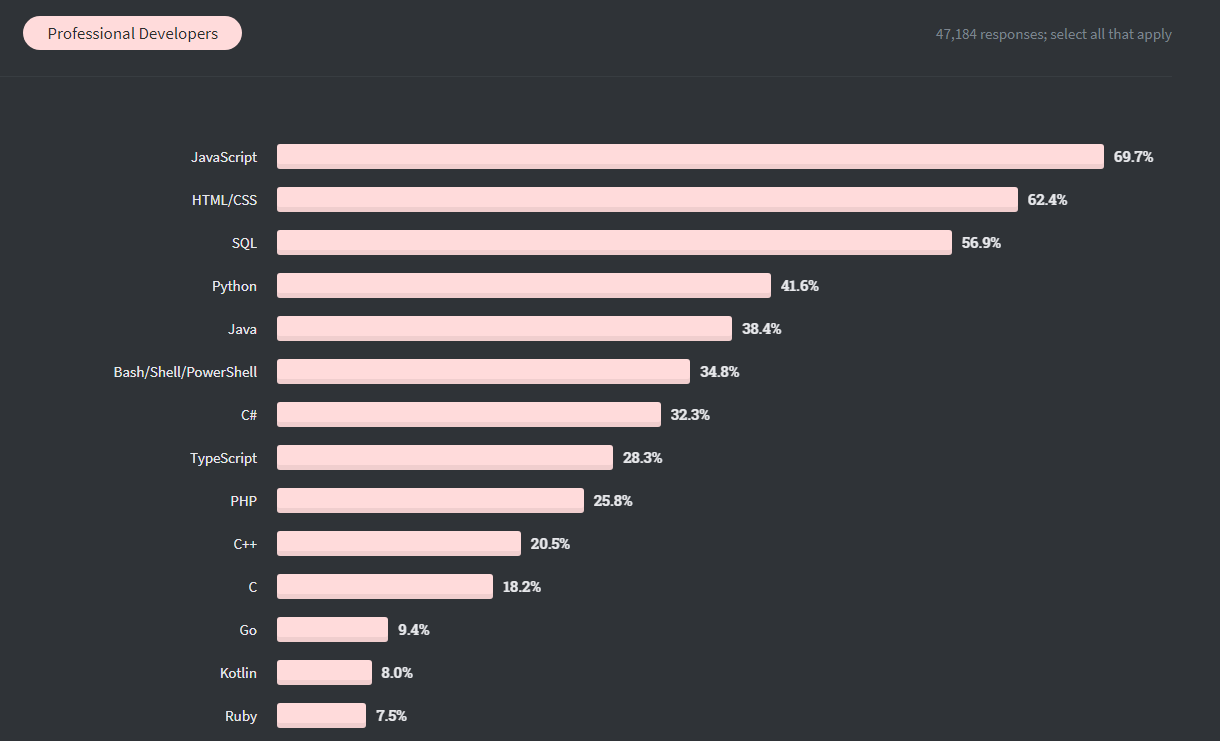 Professional Developers
47,184 responses; select all that apply
JavaScript 69.7%
HTML/CSS 62.4%
SQL 56.9%
Python 41.6%
Java 38.4%
Bash/Shell/PowerShell 34.8%
C# 32.3%
TypeScript 28.3%
PHP 25.8%
C++ 20.5%
C 18.2%
Go 9.4%
Kotlin 8.0%
Ruby 7.5%